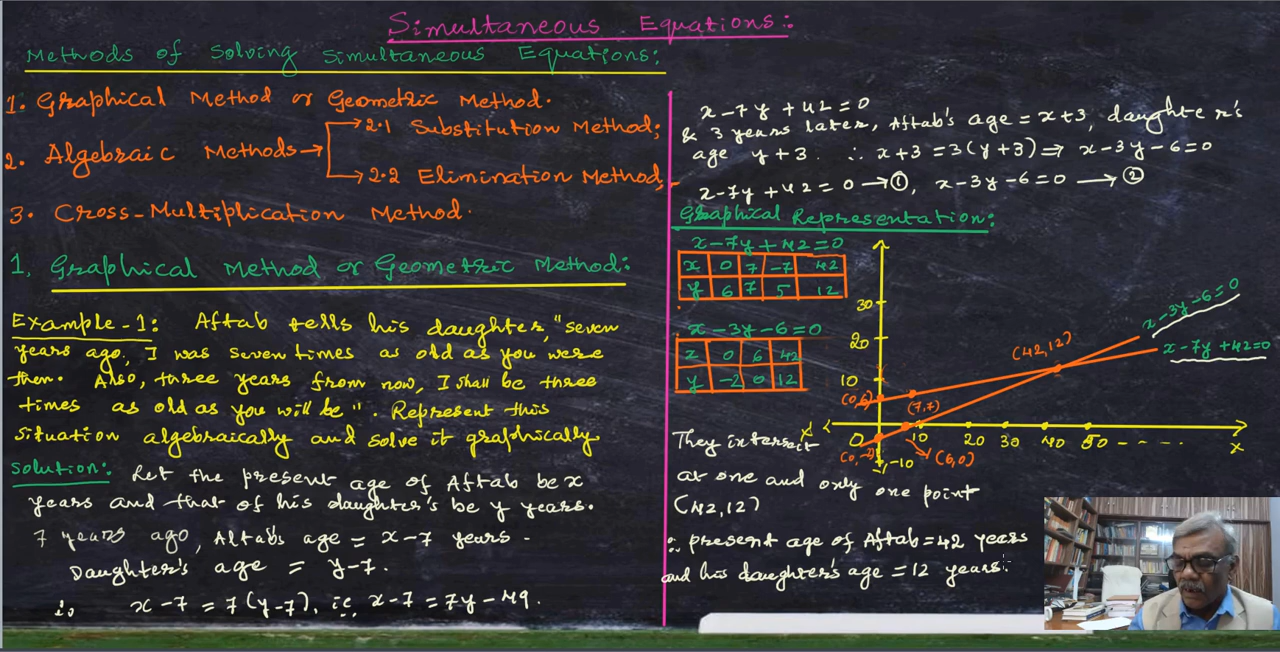 Simultaneous Equations:
Methods of Solving Simultaneous Equations:
1. Graphical Method or Geometric Method.
2. Algebraic Methods →
2.1 Substitution Method;
2.2 Elimination Method,
3. Cross-Multiplication Method.
1. Graphical Method or Geometric Method:
Example-1: Aftab tells his daughter, "seven
years ago, I was seven times as old as you were
then. Also, three years from now, I shall be three
times as old as you will be". Represent this
situation algebraically and solve it graphically
Solution: Let the present age of Aftab be x
years and that of his daughter's be y years.
7 years ago, Aftab's age = x-7 years -
Daughter's age = y-7.
x-7 = 7(y-7), i.e, x-7 = 7y-49.
x-7y+42=0
& 3 years later, Aftab's age = x+3, daughter's
age y+3. ∴ x+3 = 3(y+3) ⇒ x-3y-6=0
x-7y+42=0 → ①, x-3y-6=0 → ②
Graphical Representation:
x-7y+42=0
x 0 7 -7 42
y 6 7 5 12
x-3y-6=0
x 0 6 42
y -2 0 12
30
20
10
x-3y-6=0
x-7y+42=0
(42,12)
(0,6)
(7,7)
0 10 20 30 40 50 - - - . . . x
(0,-2)
-10
(6,0)
They intersect
at one and only one point
(42,12)
∴ present age of Aftab=42 years
and his daughter's age = 12 years.